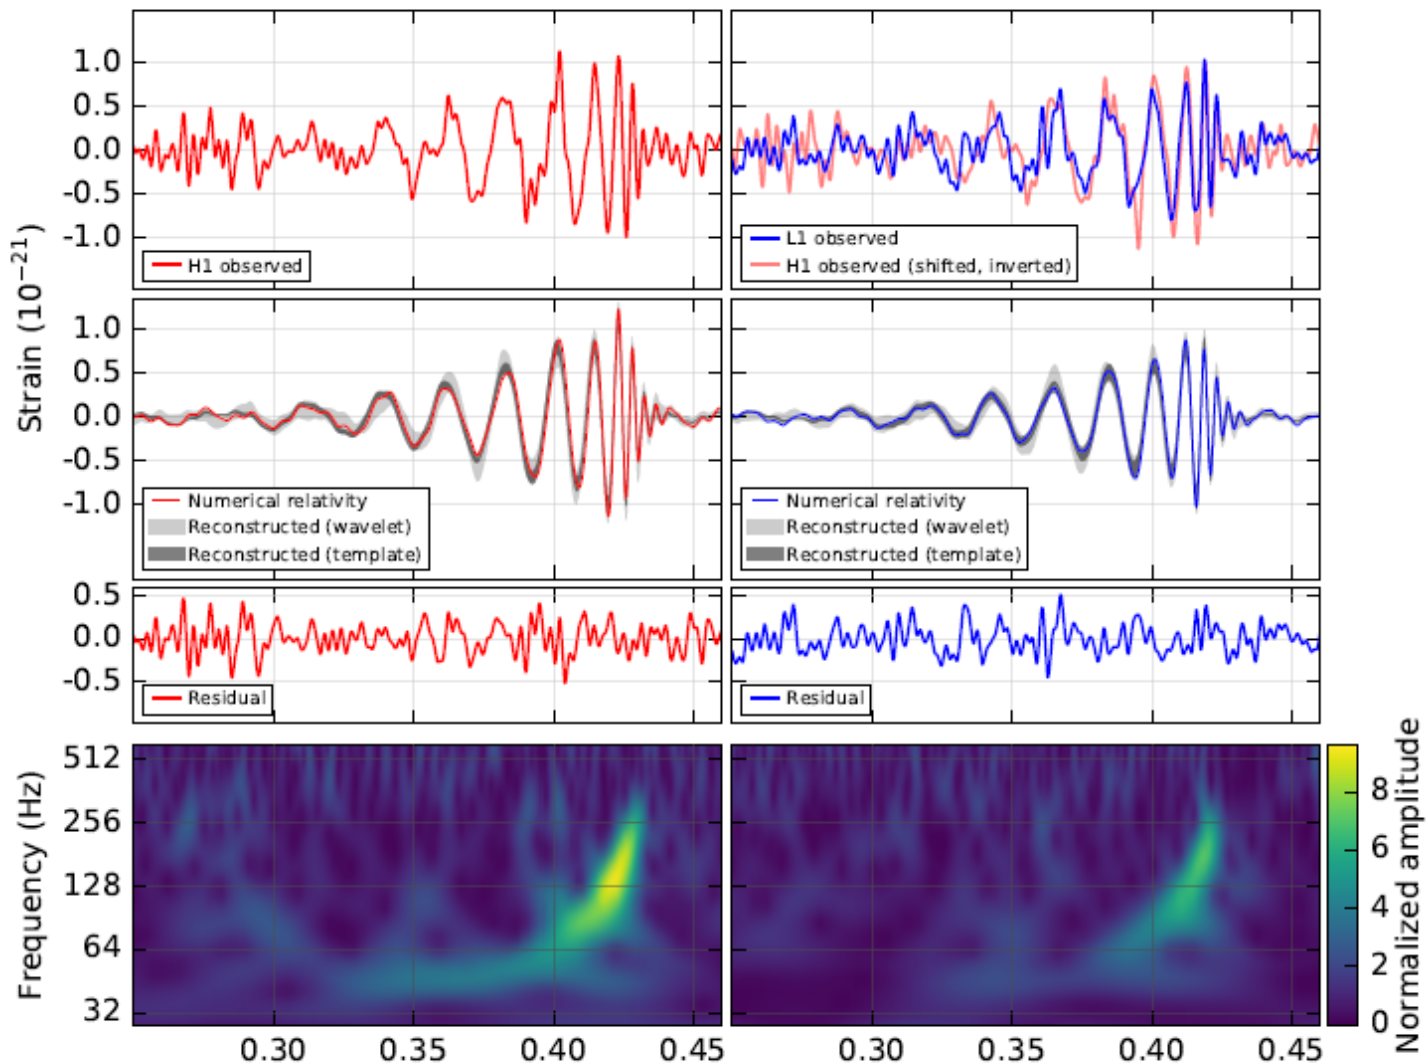 Strain (10⁻²¹)
1.0
0.5
0.0
-0.5
-1.0
H1 observed
L1 observed
H1 observed (shifted, inverted)
1.0
0.5
0.0
-0.5
-1.0
Numerical relativity
Reconstructed (wavelet)
Reconstructed (template)
Numerical relativity
Reconstructed (wavelet)
Reconstructed (template)
0.5
0.0
-0.5
Residual
Residual
Frequency (Hz)
512
256
128
64
32
0.30 0.35 0.40 0.45
0.30 0.35 0.40 0.45
8
6
4
2
0
Normalized amplitude